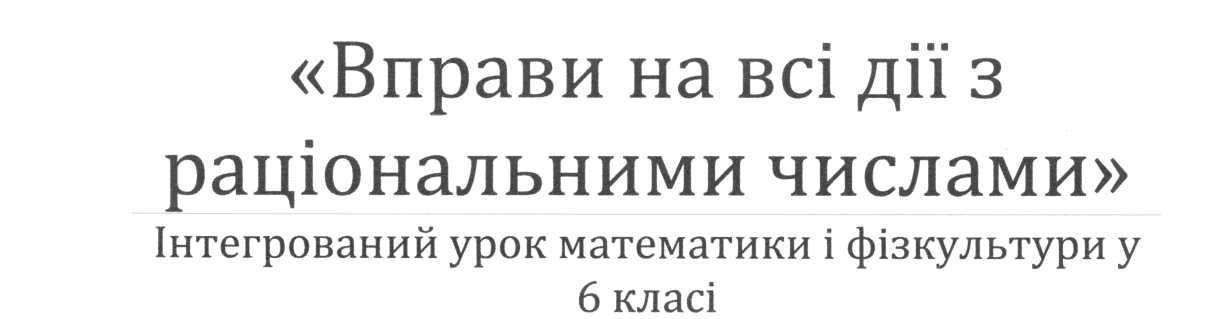 «Вправи на всі дії з
раціональними числами»
Інтегрований урок математики і фізкультури у
6 класі